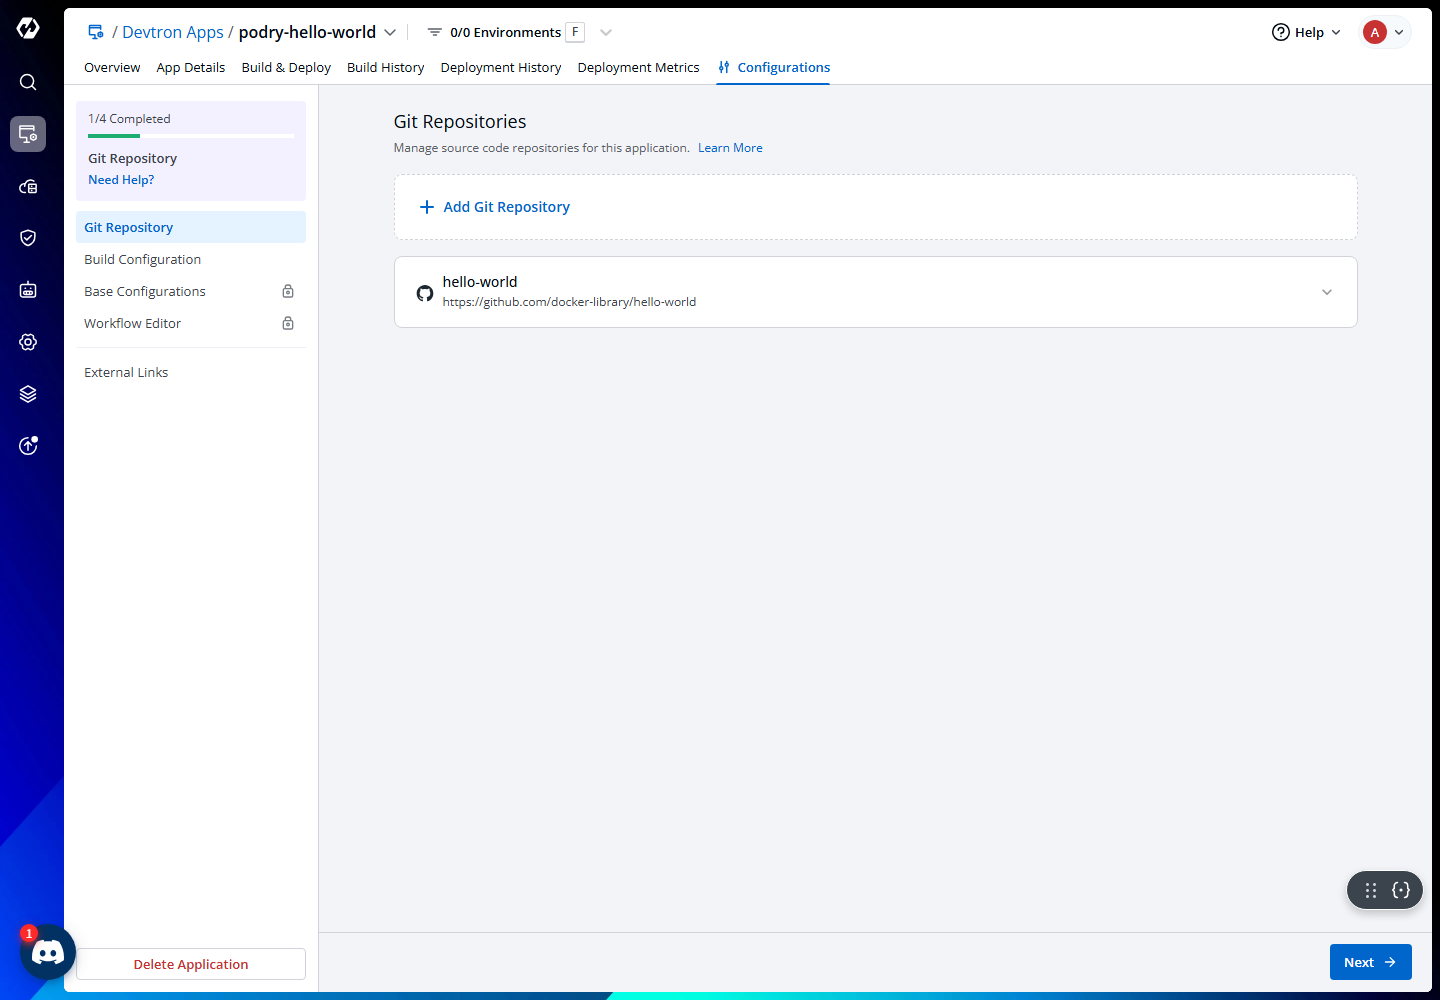 / Devtron Apps / podry-hello-world
0/0 Environments F
Help
A
Overview
App Details
Build & Deploy
Build History
Deployment History
Deployment Metrics
Configurations
1/4 Completed
Git Repository
Need Help?
Git Repository
Build Configuration
Base Configurations
Workflow Editor
External Links
Git Repositories
Manage source code repositories for this application. Learn More
Add Git Repository
hello-world
https://github.com/docker-library/hello-world
1
Delete Application
Next